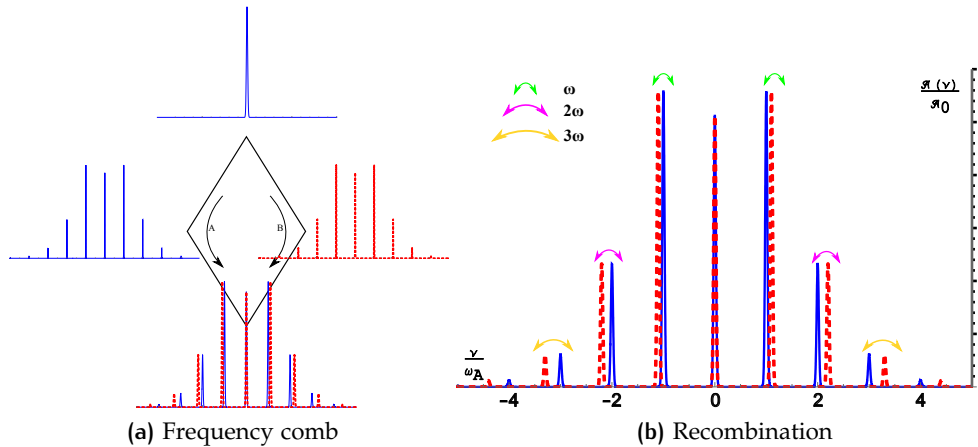 A
B
(a) Frequency comb
ω
2ω
3ω
𝒜(ν)
𝒜0
ν
ωA
-4
-2
0
2
4
(b) Recombination